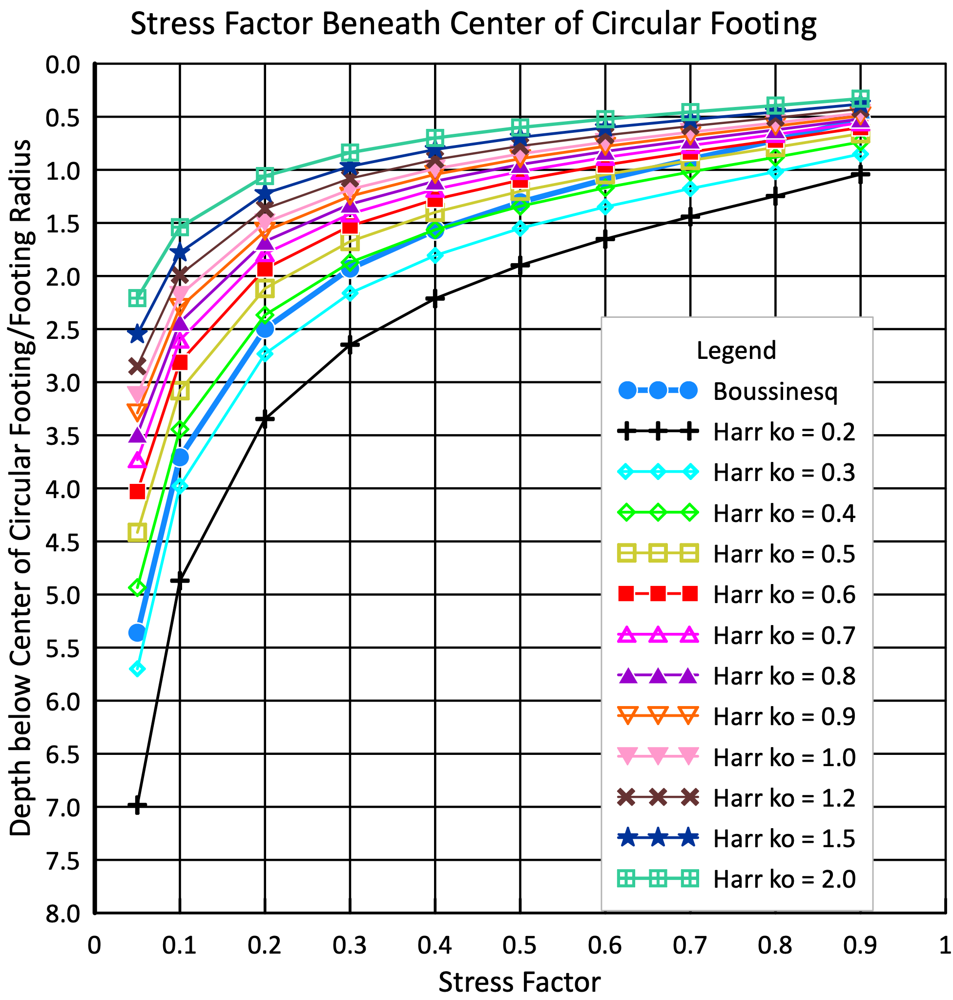 Stress Factor Beneath Center of Circular Footing
Depth below Center of Circular Footing/Footing Radius
0.0
0.5
1.0
1.5
2.0
2.5
3.0
3.5
4.0
4.5
5.0
5.5
6.0
6.5
7.0
7.5
8.0
Legend
Boussinesq
Harr ko = 0.2
Harr ko = 0.3
Harr ko = 0.4
Harr ko = 0.5
Harr ko = 0.6
Harr ko = 0.7
Harr ko = 0.8
Harr ko = 0.9
Harr ko = 1.0
Harr ko = 1.2
Harr ko = 1.5
Harr ko = 2.0
0 0.1 0.2 0.3 0.4 0.5 0.6 0.7 0.8 0.9 1
Stress Factor